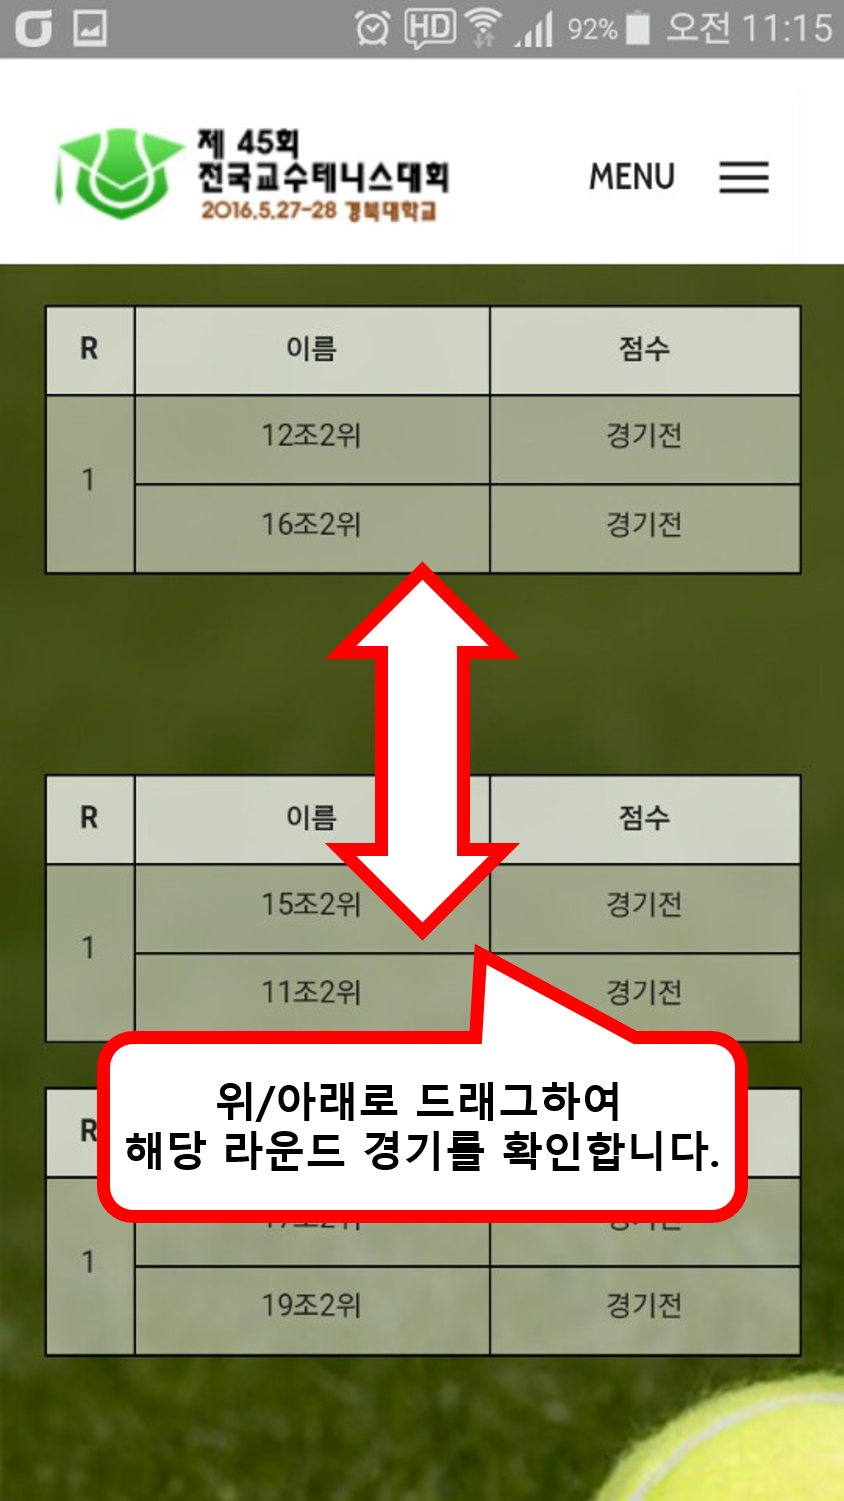 92% 오전 11:15
제 45회
전국교수테니스대회
2016.5.27-28 경북대학교
MENU
R 이름 점수
1
12조2위 경기전
16조2위 경기전
R 이름 점수
1
15조2위 경기전
11조2위 경기전
위/아래로 드래그하여
해당 라운드 경기를 확인합니다.
R
1
19조2위 경기전